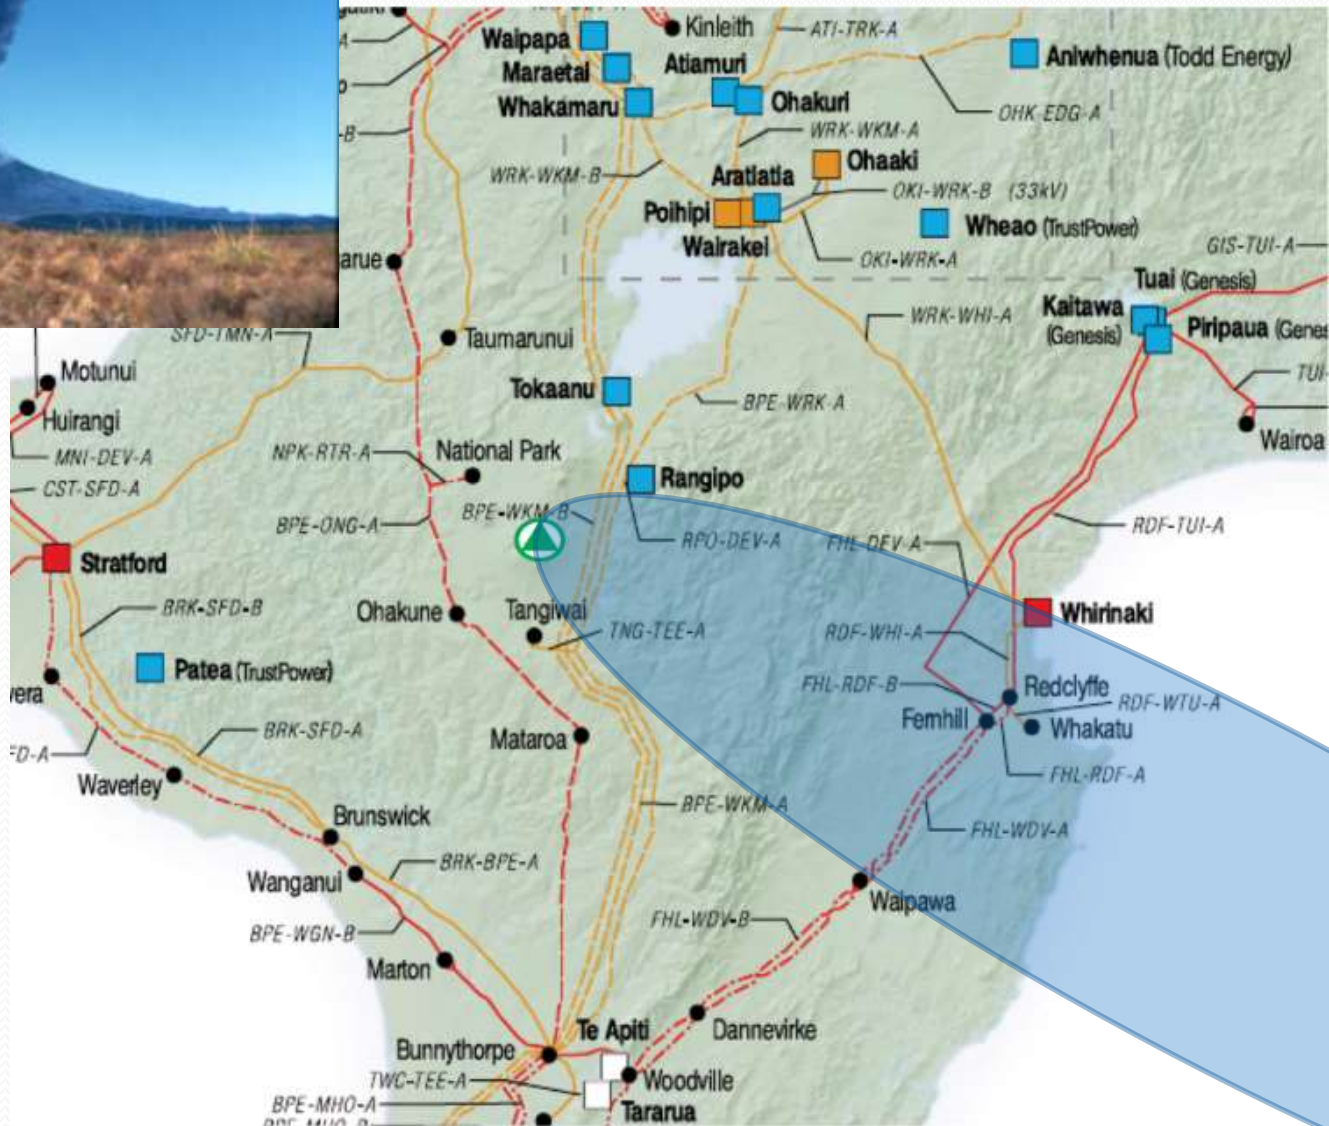 Kinleith
ATI-TRK-A
Waipapa
Maraetai
Atiamuri
Aniwhenua (Todd Energy)
Whakamaru
Ohakuri
OHK-EDG-A
WRK-WKM-A
Ohaaki
WRK-WKM-B
Aratiatia
OKI-WRK-B (33kV)
Poihipi
Wheao (TrustPower)
Wairakei
GIS-TUI-A
OKI-WRK-A
Tuai (Genesis)
Kaitawa
(Genesis)
Piripaua (Genes
WRK-WHI-A
SFD-TMN-A
Taumarunui
Motunui
TUI-
Tokaanu
BPE-WRK-A
Huirangi
Wairoa
MNI-DEV-A
NPK-RTR-A
National Park
CST-SFD-A
Rangipo
BPE-WKM-B
BPE-ONG-A
RDF-TUI-A
RPO-DEV-A
FHL-DEV-A
Stratford
BRK-SFD-B
Ohakune
Tangiwai
Whirinaki
TNG-TEE-A
RDF-WHI-A
Patea (TrustPower)
FHL-RDF-B
Redclyffe
RDF-WTU-A
Fernhill
Whakatu
BRK-SFD-A
Mataroa
FHL-RDF-A
Waverley
BPE-WKM-A
Brunswick
FHL-WDV-A
BRK-BPE-A
Wanganui
Waipawa
FHL-WDV-B
BPE-WGN-B
Marton
Te Apiti
Dannevirke
Bunnythorpe
TWC-TEE-A
Woodville
BPE-MHO-A
Tararua